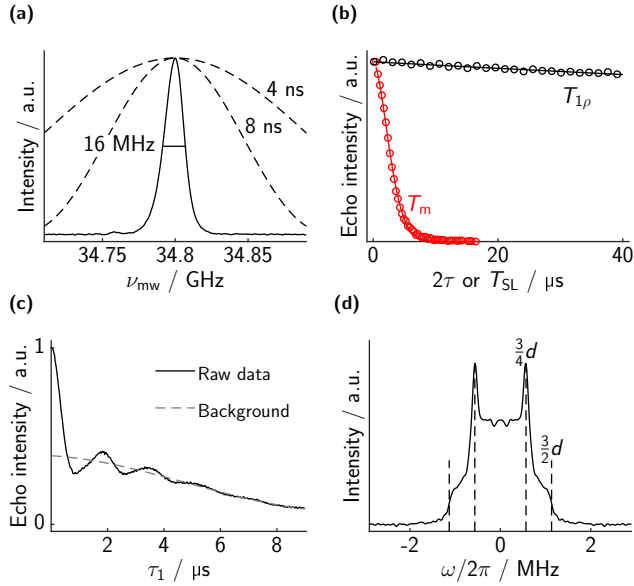 (a)
Intensity / a.u.
4 ns
8 ns
16 MHz
34.75 34.8 34.85
ν_mw / GHz
(b)
Echo intensity / a.u.
T_1ρ
T_m
0 20 40
2τ or T_SL / μs
(c)
Echo intensity / a.u.
1
Raw data
Background
0
2 4 6 8
τ_1 / μs
(d)
Intensity / a.u.
3/4 d
3/2 d
-2 0 2
ω/2π / MHz